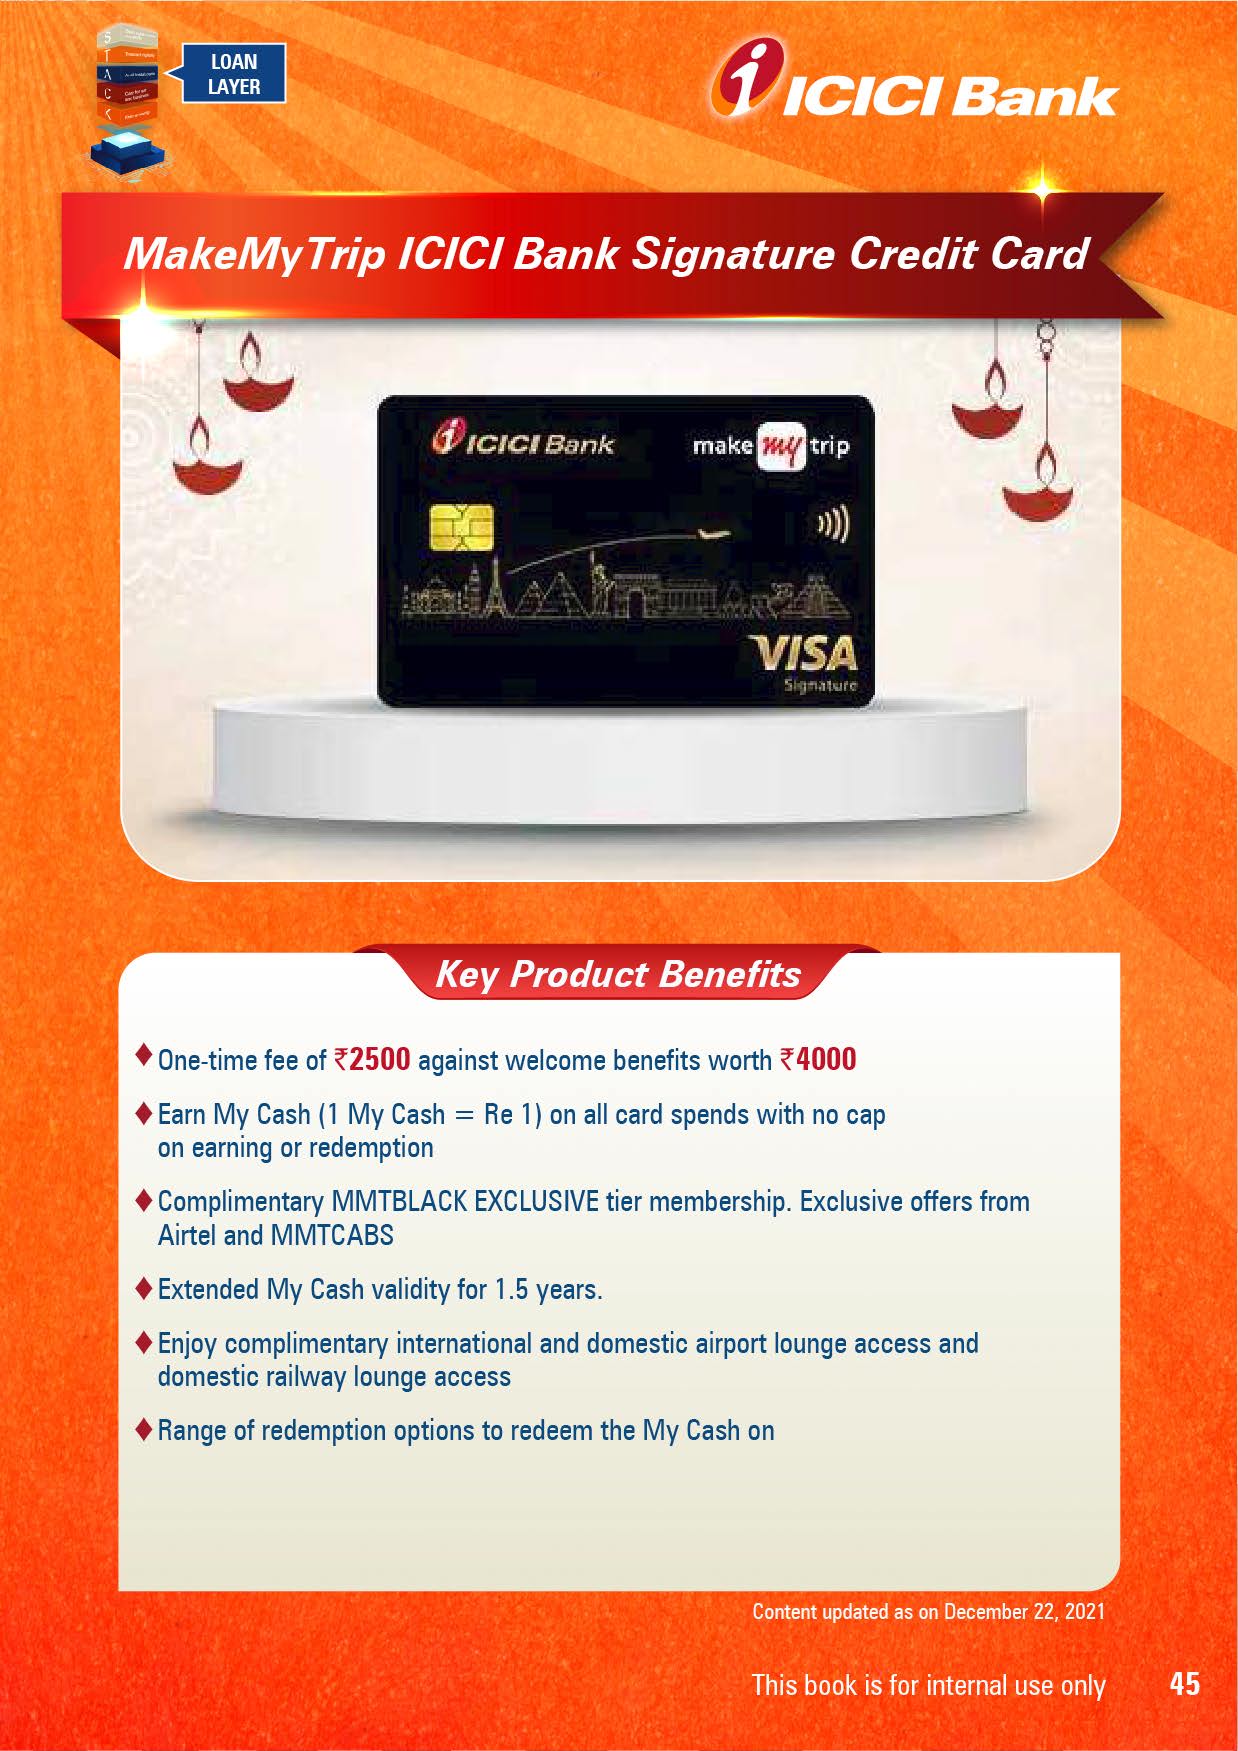 S
T
A
C
K
LOAN
LAYER
ICICI Bank
MakeMyTrip ICICI Bank Signature Credit Card
ICICI Bank
make my trip
VISA
Signature
Key Product Benefits
One-time fee of ₹2500 against welcome benefits worth ₹4000
Earn My Cash (1 My Cash = Re 1) on all card spends with no cap
on earning or redemption
Complimentary MMTBLACK EXCLUSIVE tier membership. Exclusive offers from
Airtel and MMTCABS
Extended My Cash validity for 1.5 years.
Enjoy complimentary international and domestic airport lounge access and
domestic railway lounge access
Range of redemption options to redeem the My Cash on
Content updated as on December 22, 2021
This book is for internal use only 45